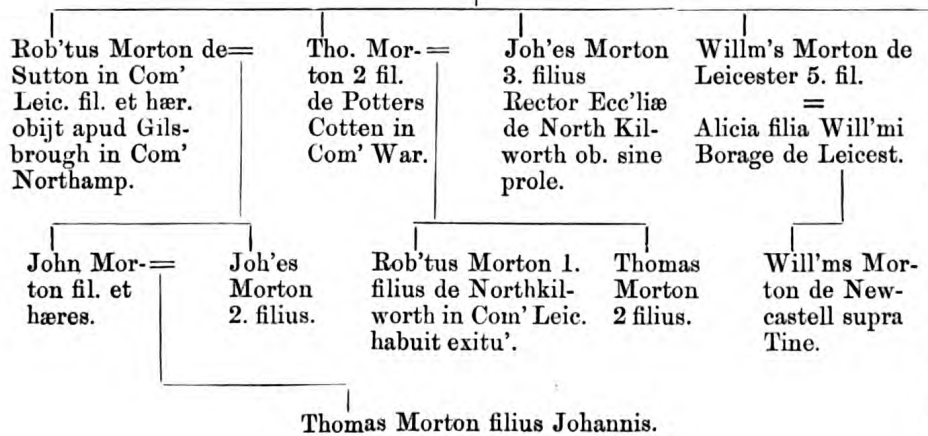 Rob'tus Morton de=
Sutton in Com'
Leic. fil. et hær.
obijt apud Gils-
brough in Com'
Northamp.
Tho. Mor-=
ton 2 fil.
de Potters
Cotten in
Com' War.
Joh'es Morton
3. filius
Rector Ecc'liæ
de North Kil-
worth ob. sine
prole.
Willm's Morton de
Leicester 5. fil.
=
Alicia filia Will'mi
Borage de Leicest.
John Mor-=
ton fil. et
hæres.
Joh'es
Morton
2. filius.
Rob'tus Morton 1.
filius de Northkil-
worth in Com' Leic.
habuit exitu'.
Thomas
Morton
2 filius.
Will'ms Mor-
ton de New-
castell supra
Tine.
Thomas Morton filius Johannis.